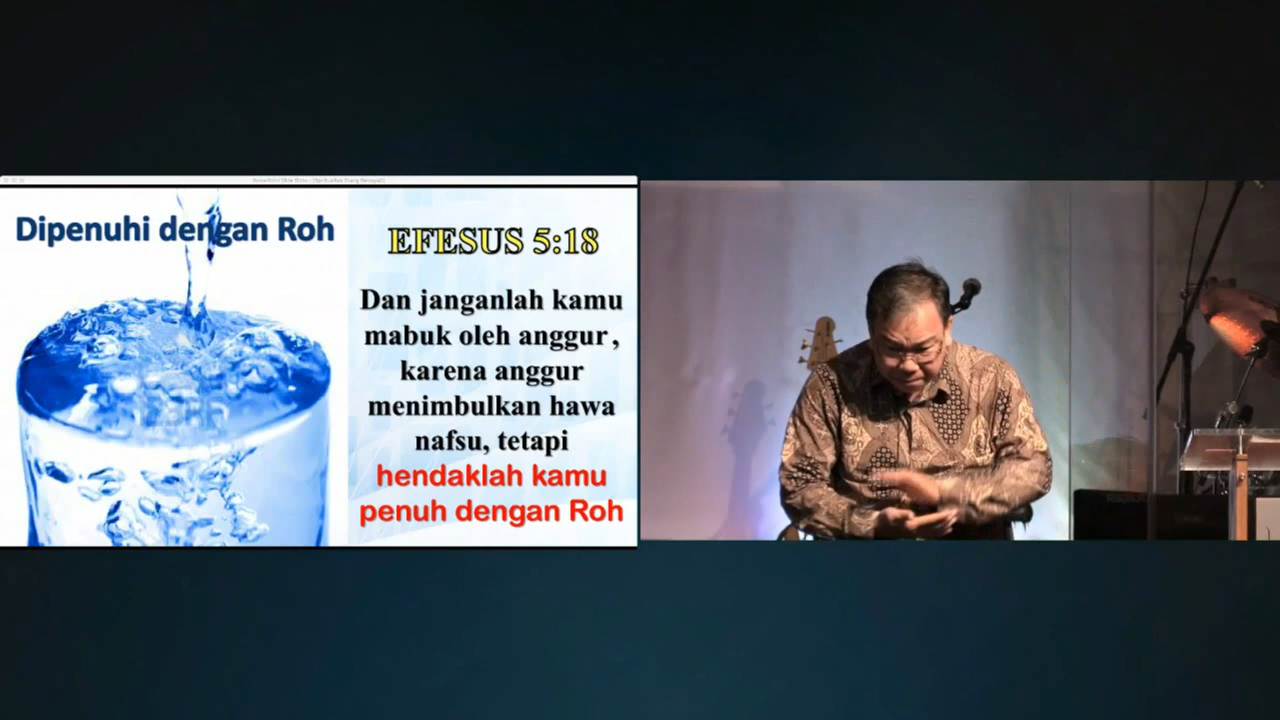 Dipenuhi dengan Roh
EFESUS 5:18
Dan janganlah kamu
mabuk oleh anggur,
karena anggur
menimbulkan hawa
nafsu, tetapi
hendaklah kamu
penuh dengan Roh